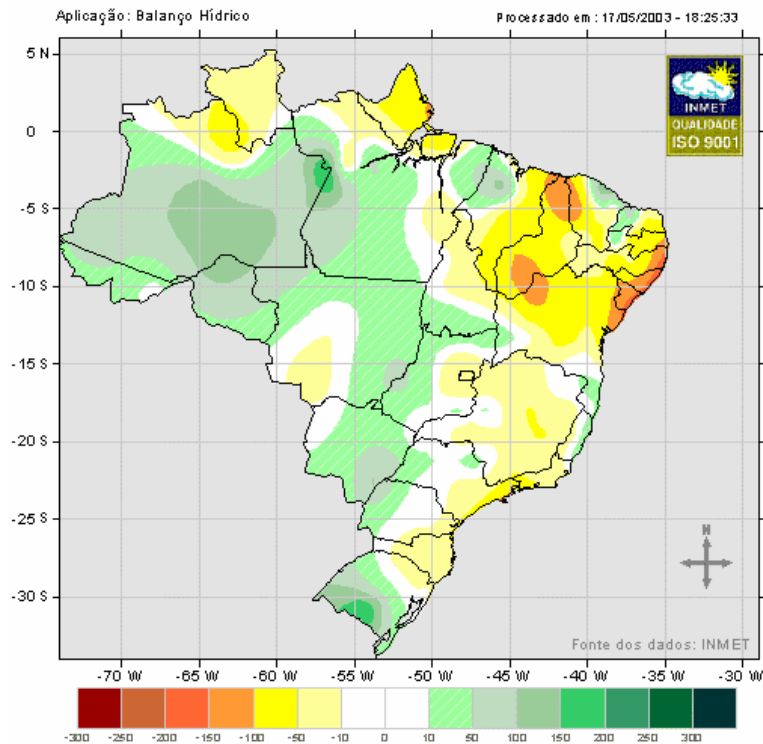 Aplicação: Balanço Hídrico
Processado em : 17/05/2003 - 18:25:33
5 N
0
-5 S
-10 S
-15 S
-20 S
-25 S
-30 S
INMET
QUALIDADE
ISO 9001
N
Fonte dos dados: INMET
-70 W -65 W -60 W -55 W -50 W -45 W -40 W -35 W -30 W
-300 -250 -200 -150 -100 -50 -10 0 10 50 100 150 200 250 300